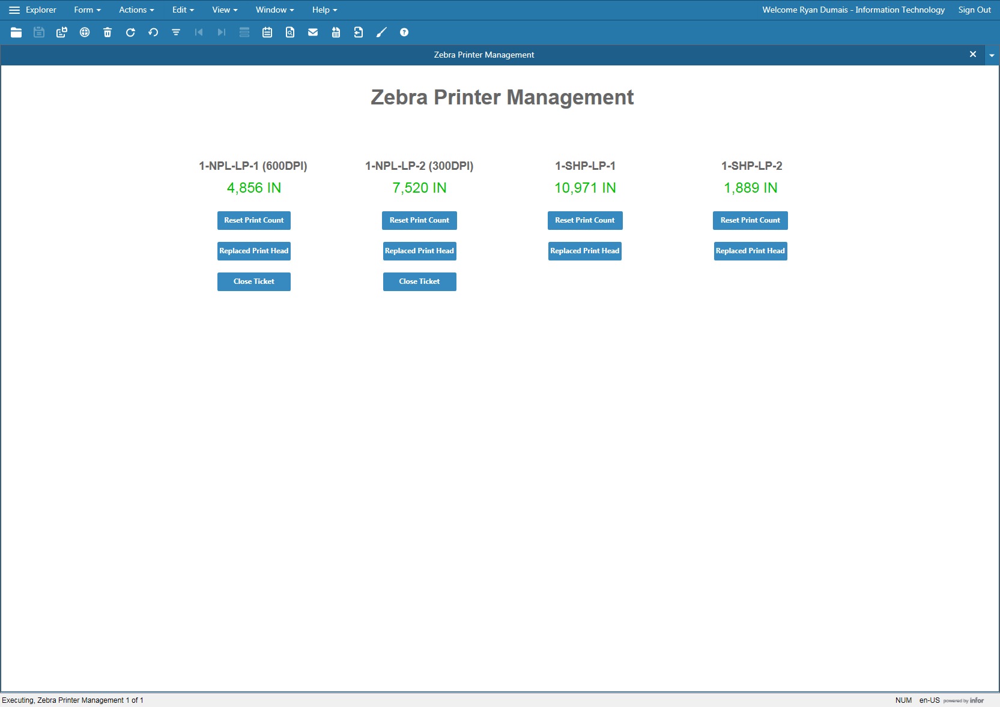 Explorer Form Actions Edit View Window Help Welcome Ryan Dumais - Information Technology Sign Out
Zebra Printer Management
Zebra Printer Management
1-NPL-LP-1 (600DPI) 1-NPL-LP-2 (300DPI) 1-SHP-LP-1 1-SHP-LP-2
4,856 IN 7,520 IN 10,971 IN 1,889 IN
Reset Print Count Reset Print Count Reset Print Count Reset Print Count
Replaced Print Head Replaced Print Head Replaced Print Head Replaced Print Head
Close Ticket Close Ticket
Executing, Zebra Printer Management 1 of 1 NUM en-US powered by infor